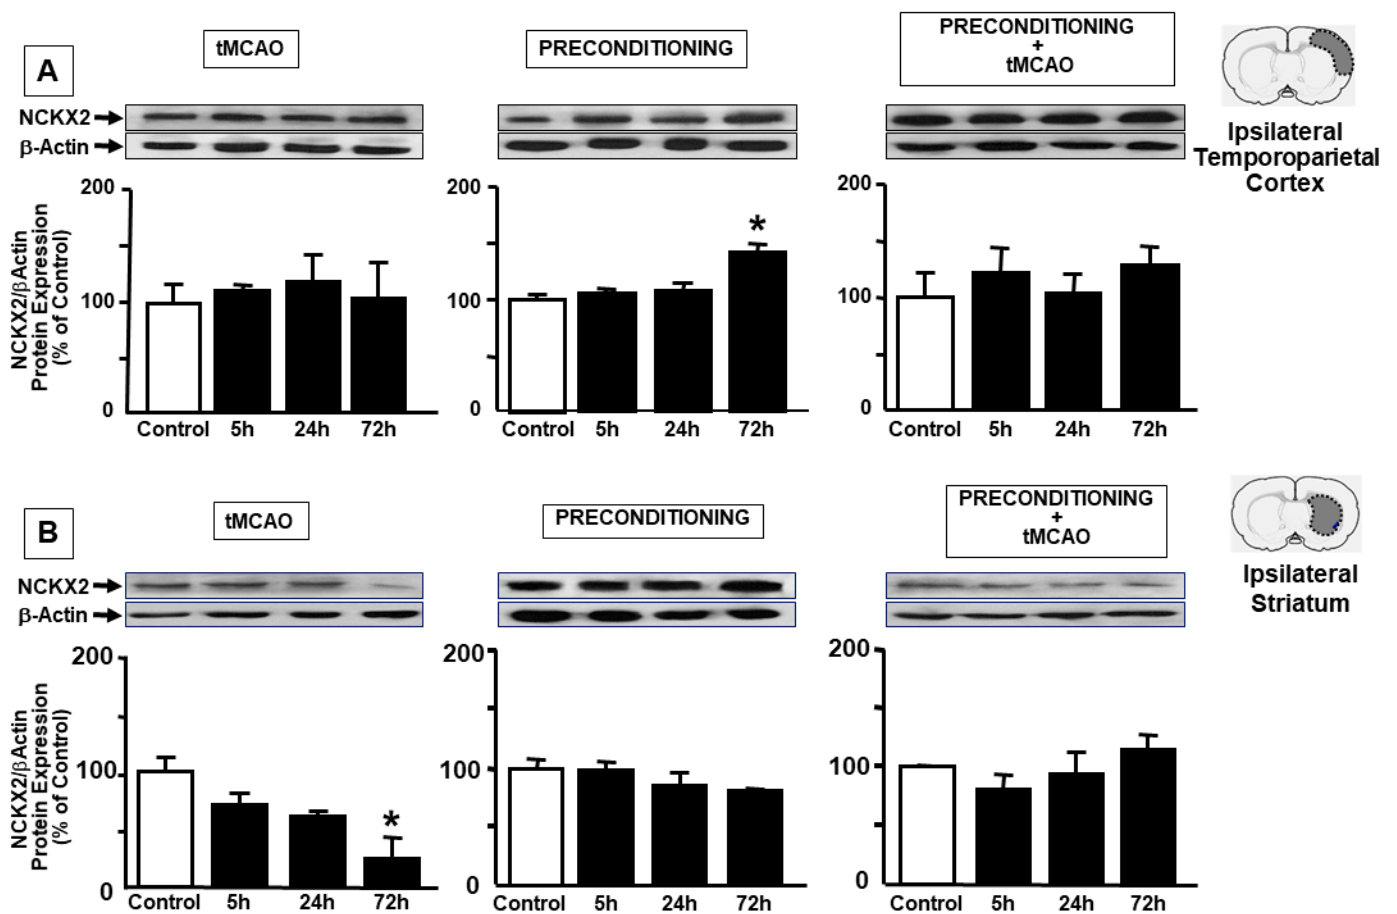 A
tMCAO
PRECONDITIONING
PRECONDITIONING
+
tMCAO
NCKX2
β-Actin
Ipsilateral
Temporoparietal
Cortex
NCKX2/βActin
Protein Expression
(% of Control)
200
100
0
Control 5h 24h 72h
200
100
0
*
Control 5h 24h 72h
200
100
0
Control 5h 24h 72h
B
tMCAO
PRECONDITIONING
PRECONDITIONING
+
tMCAO
NCKX2
β-Actin
Ipsilateral
Striatum
NCKX2/βActin
Protein Expression
(% of Control)
200
100
0
*
Control 5h 24h 72h
200
100
0
Control 5h 24h 72h
200
100
0
Control 5h 24h 72h